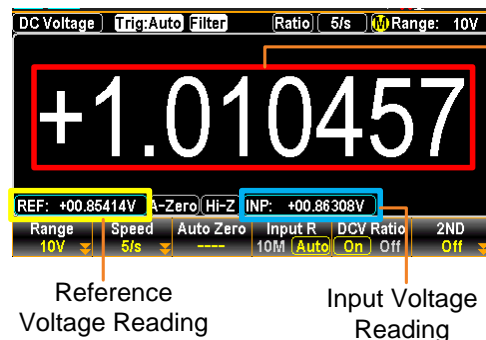 DC Voltage Trig:Auto Filter Ratio 5/s M Range: 10V
+1.010457
REF: +00.85414V A-Zero Hi-Z INP: +00.86308V
Range Speed Auto Zero Input R DCV Ratio 2ND
10V 5/s ---- 10M Auto On Off Off
Reference Input Voltage
Voltage Reading Reading